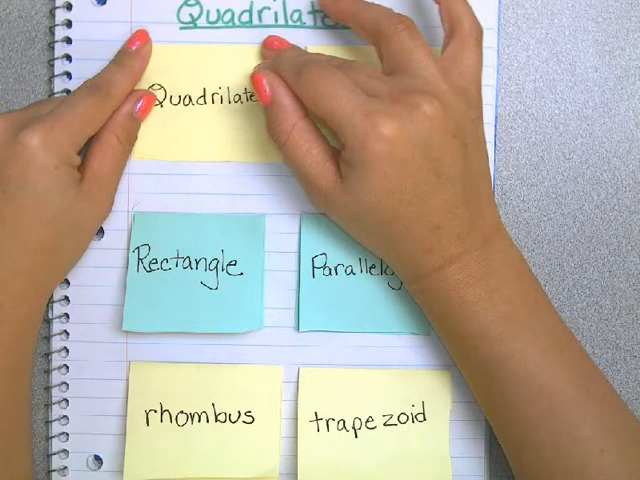 Quadrilate
Quadrilate
Rectangle
Parallelo
rhombus
trapezoid